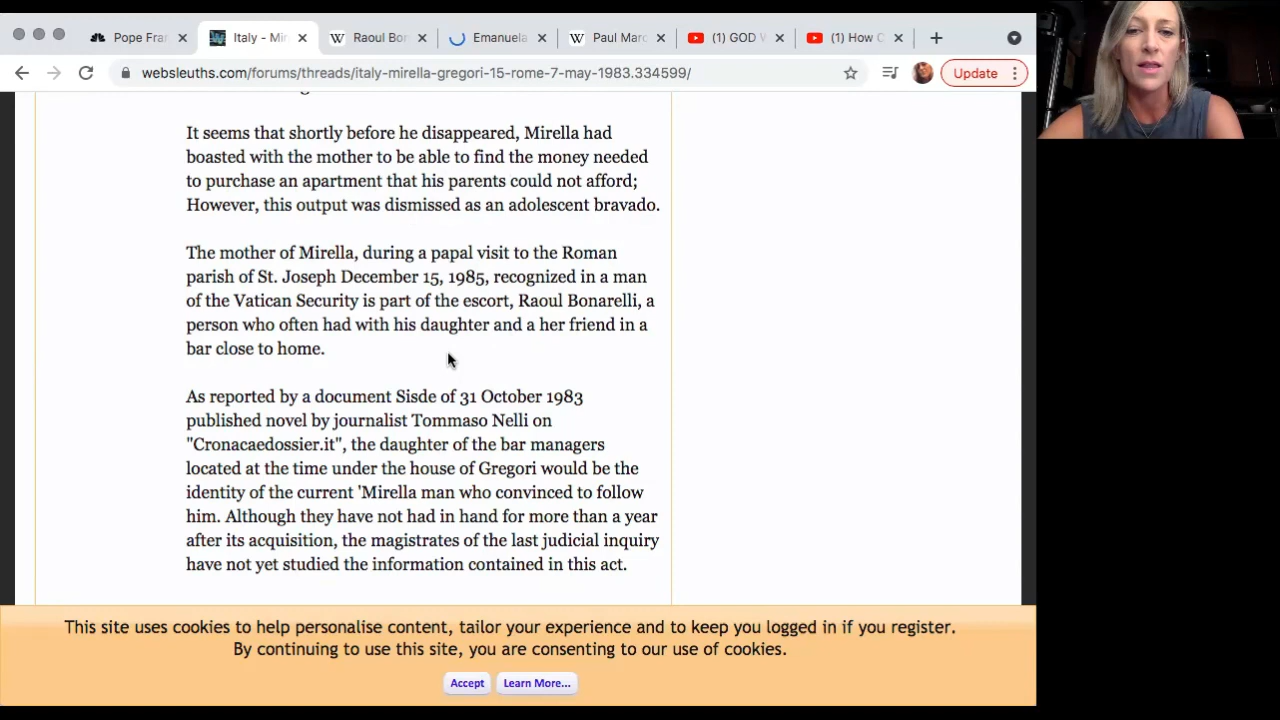 Pope Fra
Italy - Mir
Raoul Bon
Emanuela
Paul Marc
(1) GOD W
(1) How C
websleuths.com/forums/threads/italy-mirella-gregori-15-rome-7-may-1983.334599/
Update
It seems that shortly before he disappeared, Mirella had
boasted with the mother to be able to find the money needed
to purchase an apartment that his parents could not afford;
However, this output was dismissed as an adolescent bravado.
The mother of Mirella, during a papal visit to the Roman
parish of St. Joseph December 15, 1985, recognized in a man
of the Vatican Security is part of the escort, Raoul Bonarelli, a
person who often had with his daughter and a her friend in a
bar close to home.
As reported by a document Sisde of 31 October 1983
published novel by journalist Tommaso Nelli on
"Cronacaedossier.it", the daughter of the bar managers
located at the time under the house of Gregori would be the
identity of the current 'Mirella man who convinced to follow
him. Although they have not had in hand for more than a year
after its acquisition, the magistrates of the last judicial inquiry
have not yet studied the information contained in this act.
This site uses cookies to help personalise content, tailor your experience and to keep you logged in if you register.
By continuing to use this site, you are consenting to our use of cookies.
Accept
Learn More...